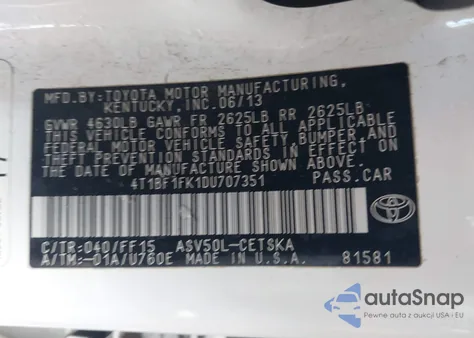 MFD.BY:TOYOTA MOTOR MANUFACTURING,
KENTUCKY, INC. 06/13
GVWR 4630LB GAWR FR 2625LB RR 2625LB
THIS VEHICLE CONFORMS TO ALL APPLICABLE
FEDERAL MOTOR VEHICLE SAFETY, BUMPER, AND
THEFT PREVENTION STANDARDS IN EFFECT ON
THE DATE OF MANUFACTURE SHOWN ABOVE.
4T1BF1FK1DU707351 PASS.CAR
C/TR:040/FF15 ASV50L-CETSKA
A/TM:-01A/U760E MADE IN U.S.A. 81581
TOYOTA
autoSnap
Auta z aukcji USA i EU